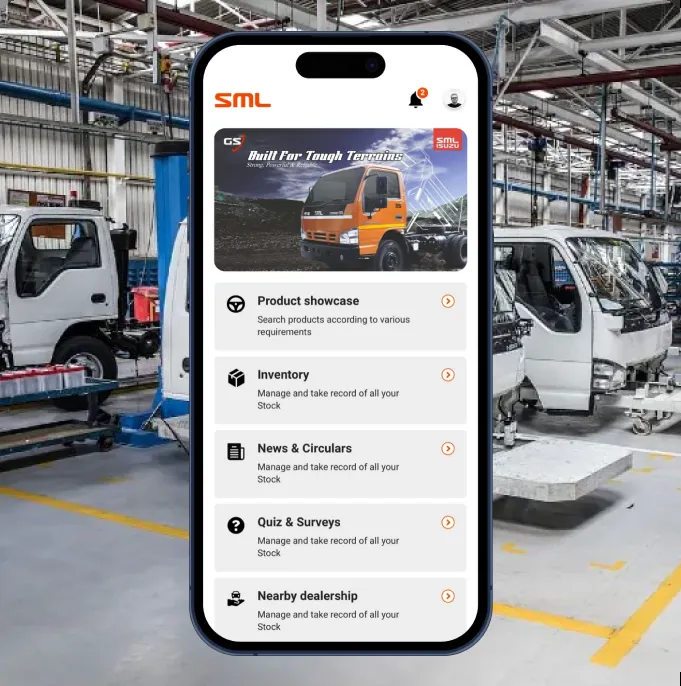 SML
2
GS
SML
ISUZU
Built For Tough Terrains
Strong, Powerful &
SML
Product showcase
Search products according to various
requirements
Inventory
Manage and take record of all your
Stock
News & Circulars
Manage and take record of all your
Stock
Quiz & Surveys
Manage and take record of all your
Stock
Nearby dealership
Manage and take record of all your
Stock